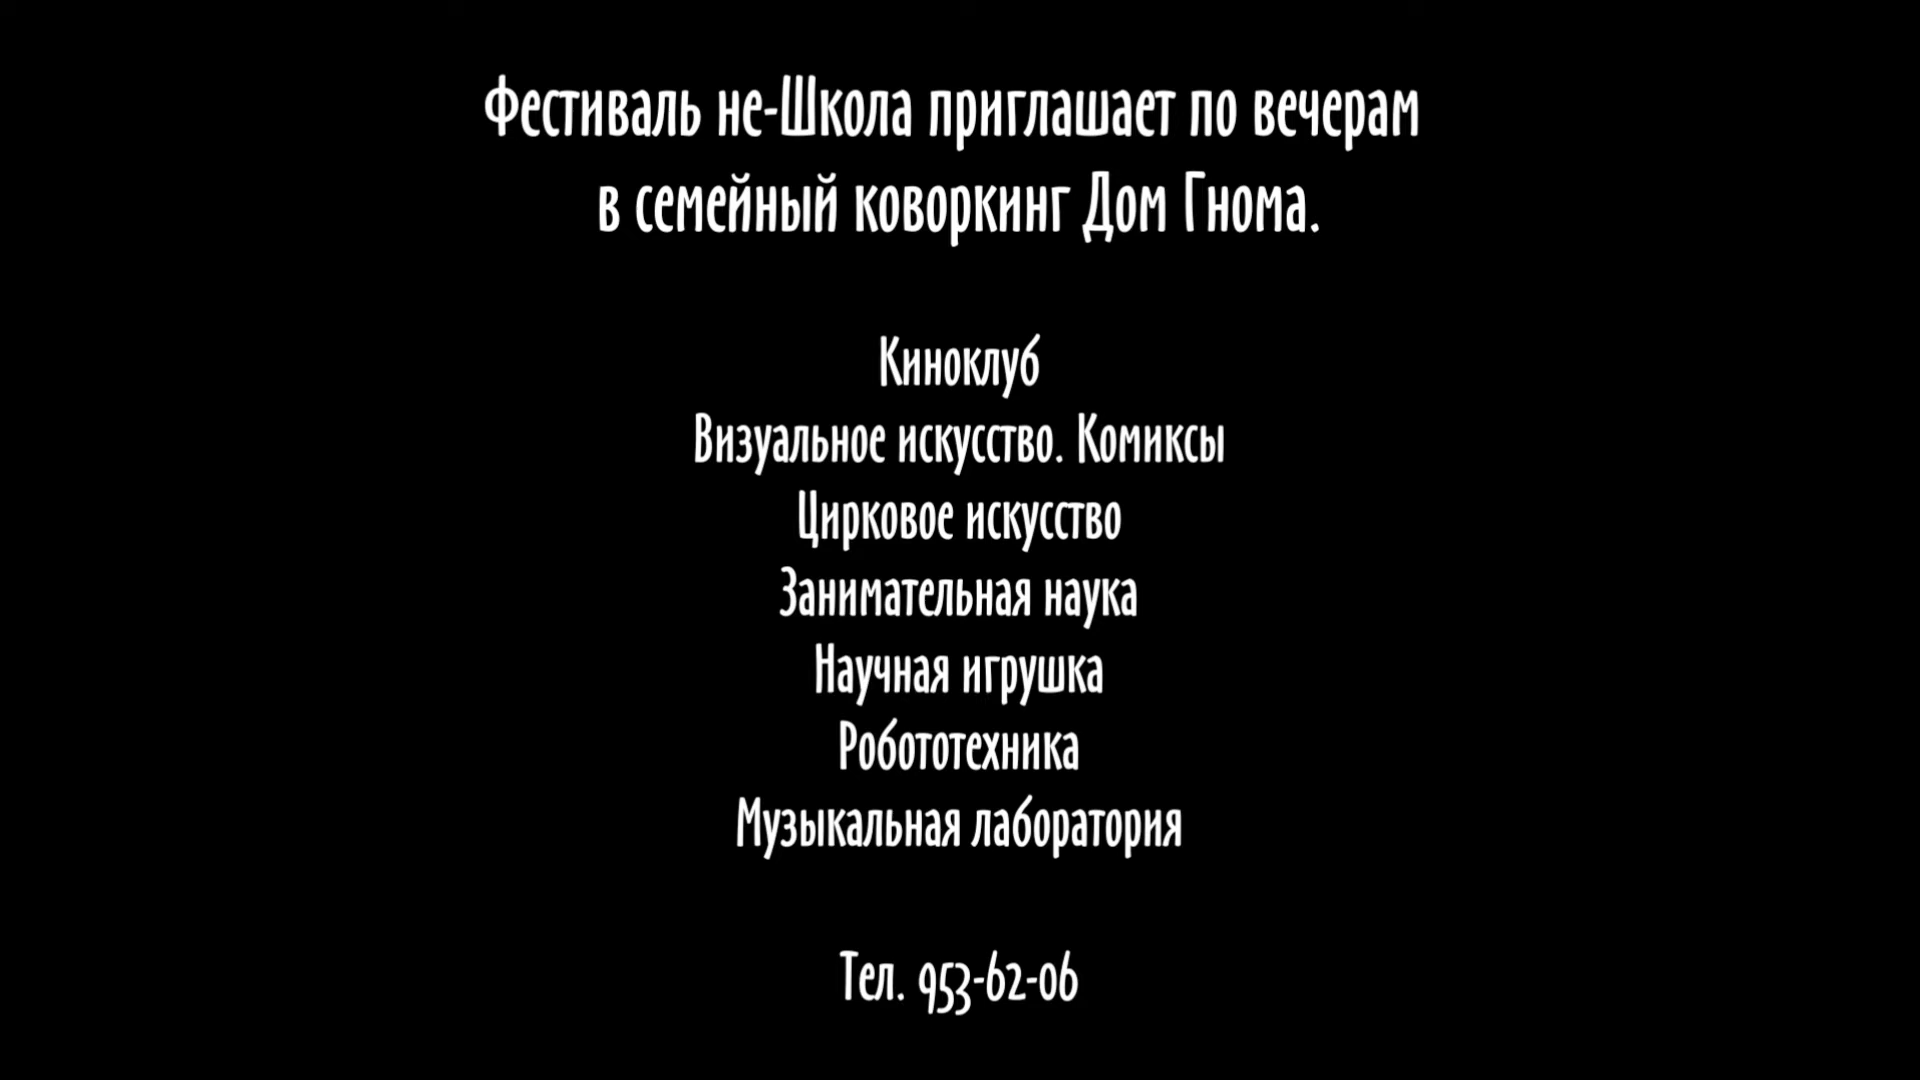 Фестиваль не-Школа приглашает по вечерам
в семейный коворкинг Дом Гнома.
Киноклуб
Визуальное искусство. Комиксы
Цирковое искусство
Занимательная наука
Научная игрушка
Робототехника
Музыкальная лаборатория
Тел. 953-62-06